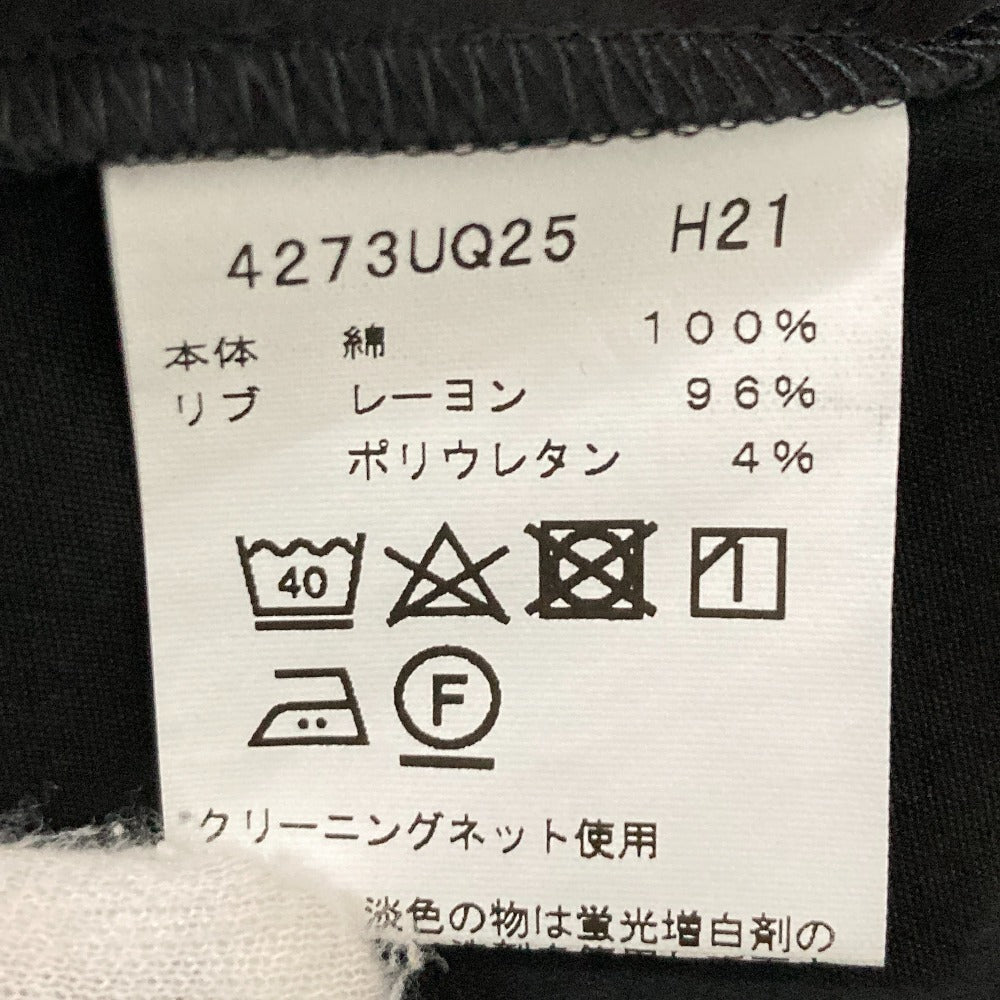 4273UQ25 H21
本体 綿 100%
リブ レーヨン 96%
ポリウレタン 4%
40
F
クリーニングネット使用
淡色の物は蛍光増白剤の